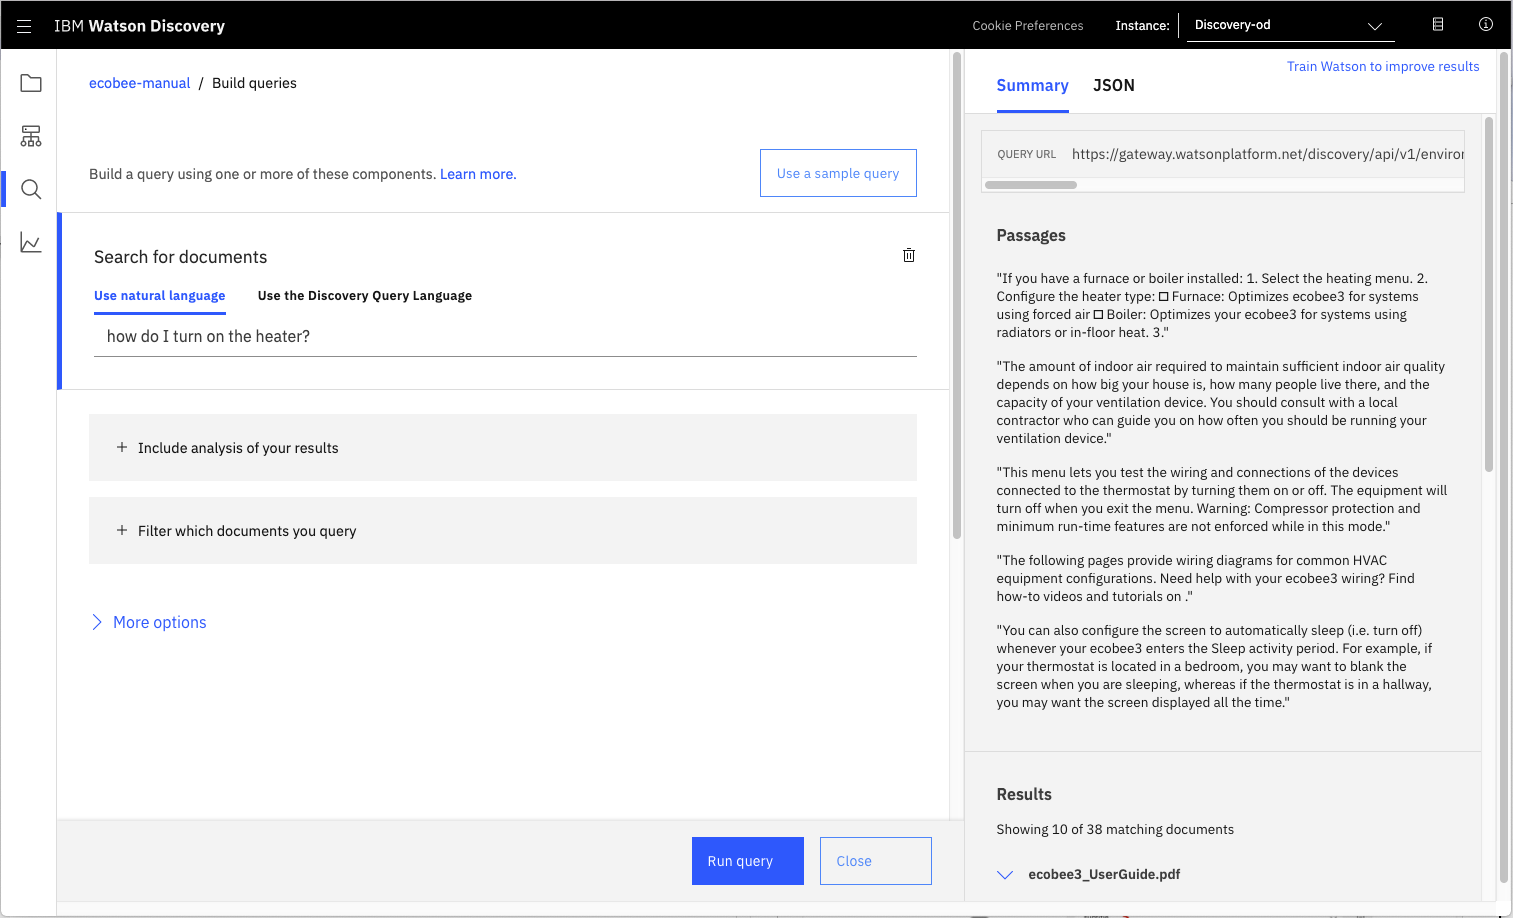 IBM Watson Discovery
Cookie Preferences
Instance:
Discovery-od
ecobee-manual / Build queries
Build a query using one or more of these components. Learn more.
Use a sample query
Search for documents
Use natural language
Use the Discovery Query Language
how do I turn on the heater?
+ Include analysis of your results
+ Filter which documents you query
More options
Run query
Close
Train Watson to improve results
Summary
JSON
QUERY URL https://gateway.watsonplatform.net/discovery/api/v1/environ
Passages
"If you have a furnace or boiler installed: 1. Select the heating menu. 2.
Configure the heater type: □ Furnace: Optimizes ecobee3 for systems
using forced air □ Boiler: Optimizes your ecobee3 for systems using
radiators or in-floor heat. 3."
"The amount of indoor air required to maintain sufficient indoor air quality
depends on how big your house is, how many people live there, and the
capacity of your ventilation device. You should consult with a local
contractor who can guide you on how often you should be running your
ventilation device."
"This menu lets you test the wiring and connections of the devices
connected to the thermostat by turning them on or off. The equipment will
turn off when you exit the menu. Warning: Compressor protection and
minimum run-time features are not enforced while in this mode."
"The following pages provide wiring diagrams for common HVAC
equipment configurations. Need help with your ecobee3 wiring? Find
how-to videos and tutorials on ."
"You can also configure the screen to automatically sleep (i.e. turn off)
whenever your ecobee3 enters the Sleep activity period. For example, if
your thermostat is located in a bedroom, you may want to blank the
screen when you are sleeping, whereas if the thermostat is in a hallway,
you may want the screen displayed all the time."
Results
Showing 10 of 38 matching documents
ecobee3_UserGuide.pdf